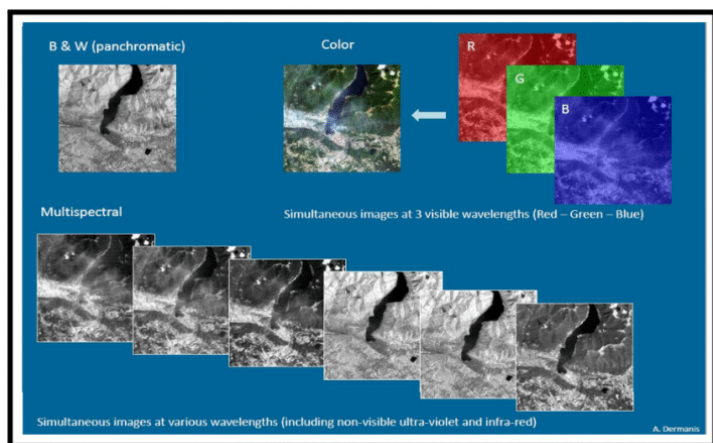 B & W (panchromatic)
Color
R
G
B
Multispectral
Simultaneous images at 3 visible wavelengths (Red – Green – Blue)
Simultaneous images at various wavelengths (including non-visible ultra-violet and infra-red)
A. Dermanis